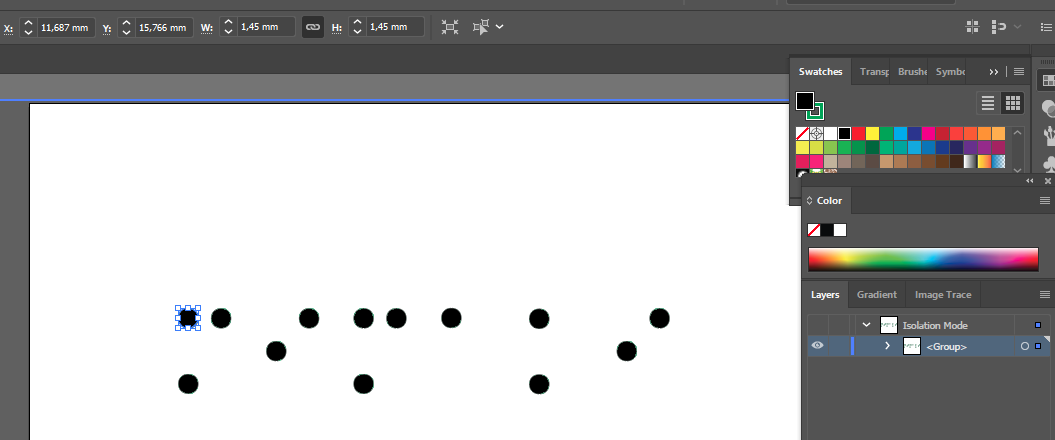 X: 11,687 mm Y: 15,766 mm W: 1,45 mm H: 1,45 mm
Swatches Transp Brushe Symbo
Color
⠍⠊⠍⠁⠅⠊
Layers Gradient Image Trace
Isolation Mode
<Group>